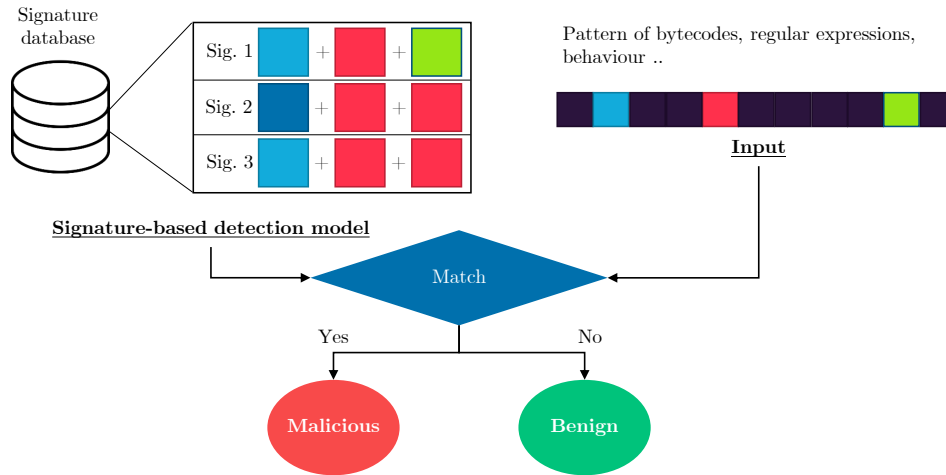 Signature
database
Sig. 1 + +
Sig. 2 + +
Sig. 3 + +
Pattern of bytecodes, regular expressions,
behaviour ..
Input
Signature-based detection model
Match
Yes
No
Malicious
Benign